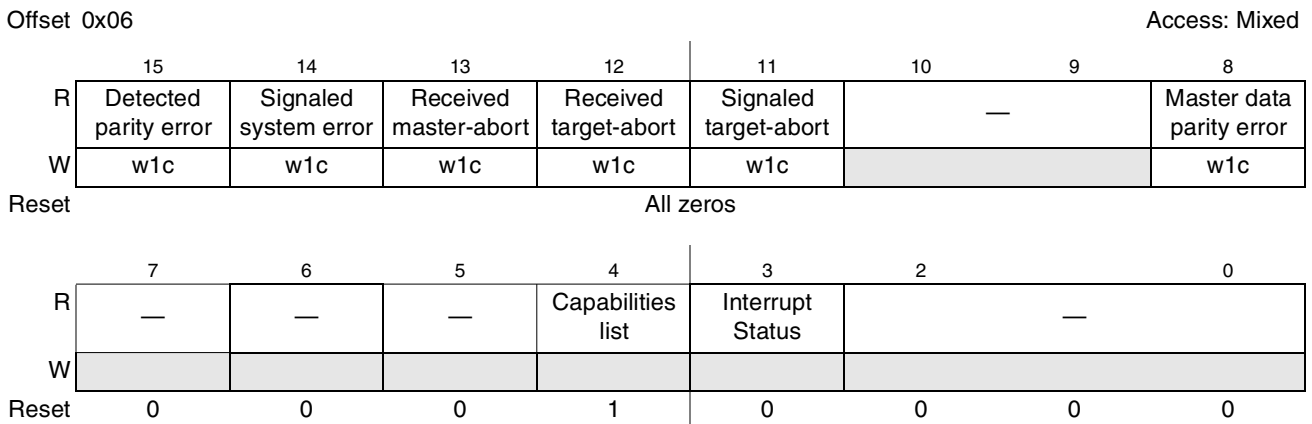 Offset 0x06 Access: Mixed
15 14 13 12 11 10 9 8
R Detected Signaled Received Received Signaled — Master data
parity error system error master-abort target-abort target-abort parity error
W w1c w1c w1c w1c w1c w1c
Reset All zeros
7 6 5 4 3 2 0
R — — — Capabilities Interrupt —
list Status
W
Reset 0 0 0 1 0 0 0 0